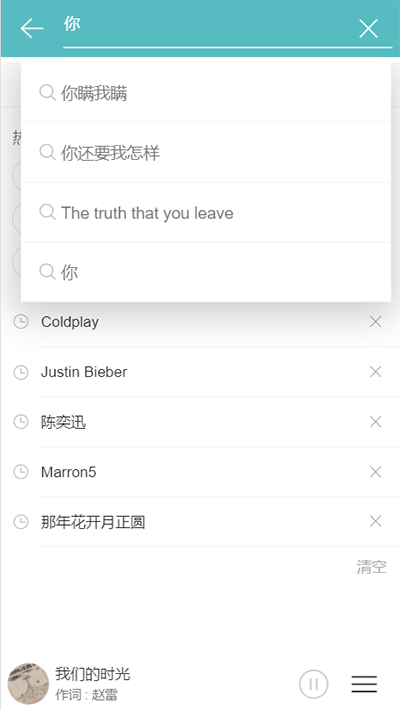 你
你瞒我瞒
你还要我怎样
The truth that you leave
你
Coldplay
Justin Bieber
陈奕迅
Marron5
那年花开月正圆
清空
我们的时光
作词 : 赵雷